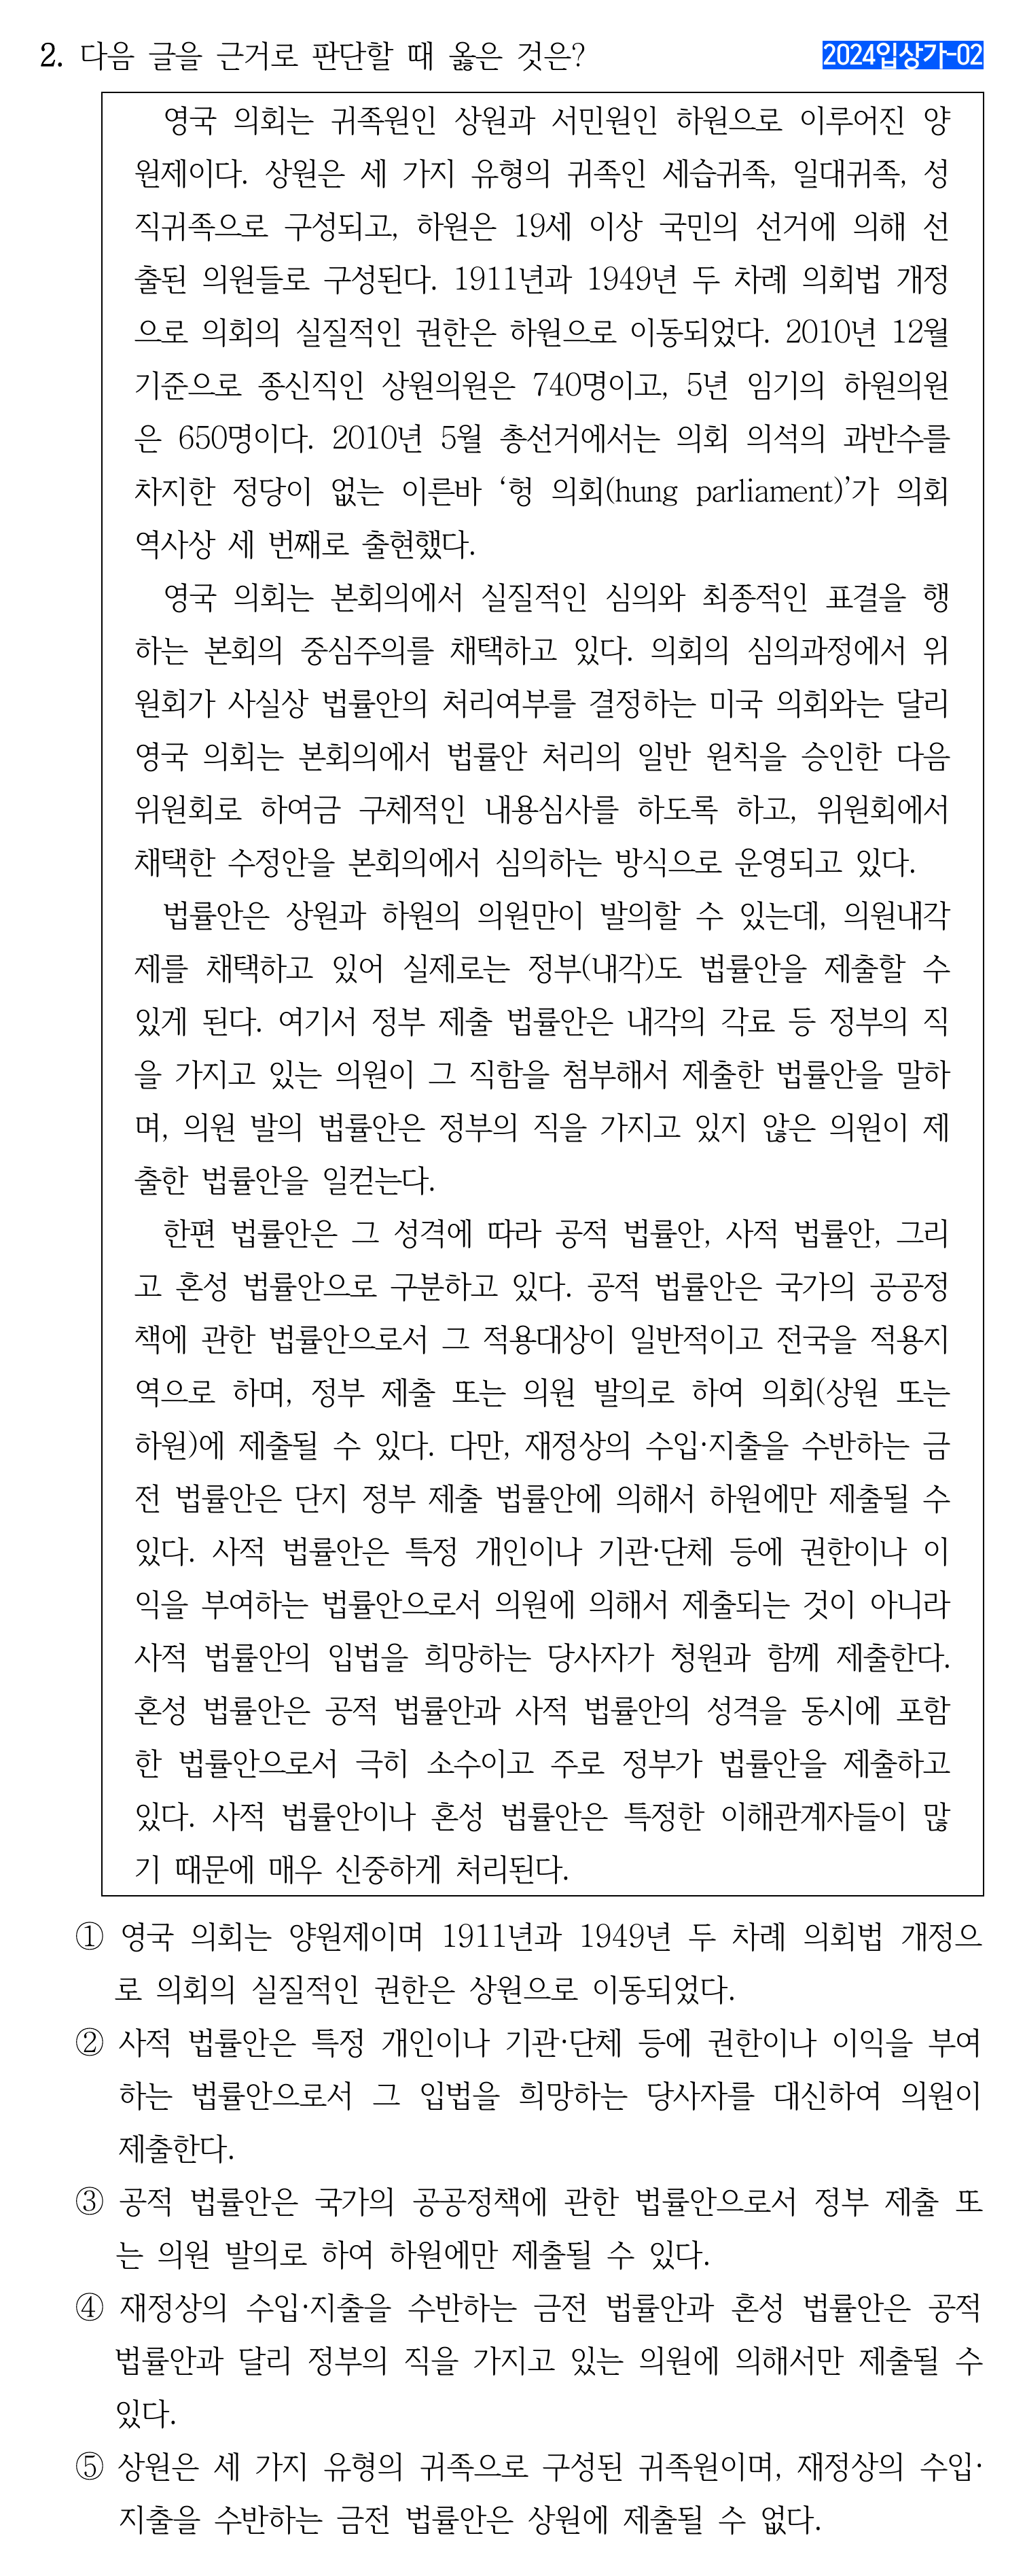 2. 다음 글을 근거로 판단할 때 옳은 것은?
2024입상가-02
영국 의회는 귀족원인 상원과 서민원인 하원으로 이루어진 양
원제이다. 상원은 세 가지 유형의 귀족인 세습귀족, 일대귀족, 성
직귀족으로 구성되고, 하원은 19세 이상 국민의 선거에 의해 선
출된 의원들로 구성된다. 1911년과 1949년 두 차례 의회법 개정
으로 의회의 실질적인 권한은 하원으로 이동되었다. 2010년 12월
기준으로 종신직인 상원의원은 740명이고, 5년 임기의 하원의원
은 650명이다. 2010년 5월 총선거에서는 의회 의석의 과반수를
차지한 정당이 없는 이른바 ‘헝 의회(hung parliament)’가 의회
역사상 세 번째로 출현했다.
영국 의회는 본회의에서 실질적인 심의와 최종적인 표결을 행
하는 본회의 중심주의를 채택하고 있다. 의회의 심의과정에서 위
원회가 사실상 법률안의 처리여부를 결정하는 미국 의회와는 달리
영국 의회는 본회의에서 법률안 처리의 일반 원칙을 승인한 다음
위원회로 하여금 구체적인 내용심사를 하도록 하고, 위원회에서
채택한 수정안을 본회의에서 심의하는 방식으로 운영되고 있다.
법률안은 상원과 하원의 의원만이 발의할 수 있는데, 의원내각
제를 채택하고 있어 실제로는 정부(내각)도 법률안을 제출할 수
있게 된다. 여기서 정부 제출 법률안은 내각의 각료 등 정부의 직
을 가지고 있는 의원이 그 직함을 첨부해서 제출한 법률안을 말하
며, 의원 발의 법률안은 정부의 직을 가지고 있지 않은 의원이 제
출한 법률안을 일컫는다.
한편 법률안은 그 성격에 따라 공적 법률안, 사적 법률안, 그리
고 혼성 법률안으로 구분하고 있다. 공적 법률안은 국가의 공공정
책에 관한 법률안으로서 그 적용대상이 일반적이고 전국을 적용지
역으로 하며, 정부 제출 또는 의원 발의로 하여 의회(상원 또는
하원)에 제출될 수 있다. 다만, 재정상의 수입·지출을 수반하는 금
전 법률안은 단지 정부 제출 법률안에 의해서 하원에만 제출될 수
있다. 사적 법률안은 특정 개인이나 기관·단체 등에 권한이나 이
익을 부여하는 법률안으로서 의원에 의해서 제출되는 것이 아니라
사적 법률안의 입법을 희망하는 당사자가 청원과 함께 제출한다.
혼성 법률안은 공적 법률안과 사적 법률안의 성격을 동시에 포함
한 법률안으로서 극히 소수이고 주로 정부가 법률안을 제출하고
있다. 사적 법률안이나 혼성 법률안은 특정한 이해관계자들이 많
기 때문에 매우 신중하게 처리된다.
① 영국 의회는 양원제이며 1911년과 1949년 두 차례 의회법 개정으
로 의회의 실질적인 권한은 상원으로 이동되었다.
② 사적 법률안은 특정 개인이나 기관·단체 등에 권한이나 이익을 부여
하는 법률안으로서 그 입법을 희망하는 당사자를 대신하여 의원이
제출한다.
③ 공적 법률안은 국가의 공공정책에 관한 법률안으로서 정부 제출 또
는 의원 발의로 하여 하원에만 제출될 수 있다.
④ 재정상의 수입·지출을 수반하는 금전 법률안과 혼성 법률안은 공적
법률안과 달리 정부의 직을 가지고 있는 의원에 의해서만 제출될 수
있다.
⑤ 상원은 세 가지 유형의 귀족으로 구성된 귀족원이며, 재정상의 수입·
지출을 수반하는 금전 법률안은 상원에 제출될 수 없다.